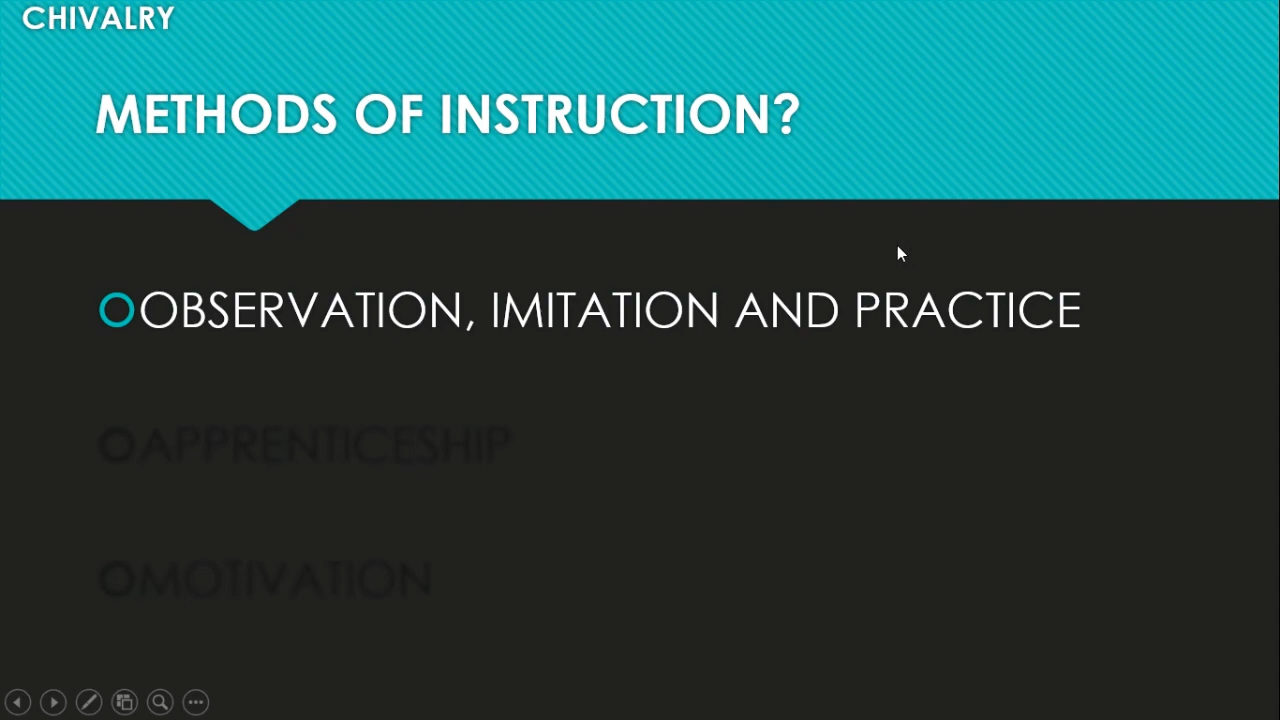 CHIVALRY
METHODS OF INSTRUCTION?
OBSERVATION, IMITATION AND PRACTICE
APPRENTICESHIP
MOTIVATION